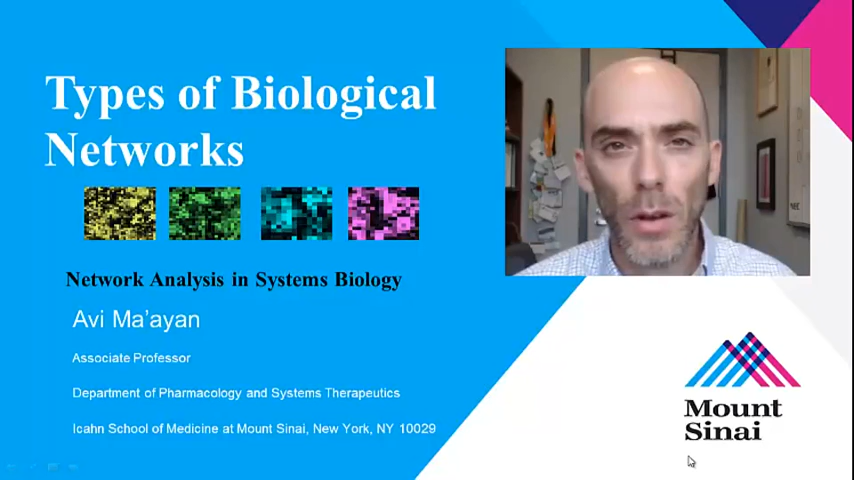 Types of Biological
Networks
Network Analysis in Systems Biology
Avi Ma'ayan
Associate Professor
Department of Pharmacology and Systems Therapeutics
Icahn School of Medicine at Mount Sinai, New York, NY 10029
Mount
Sinai